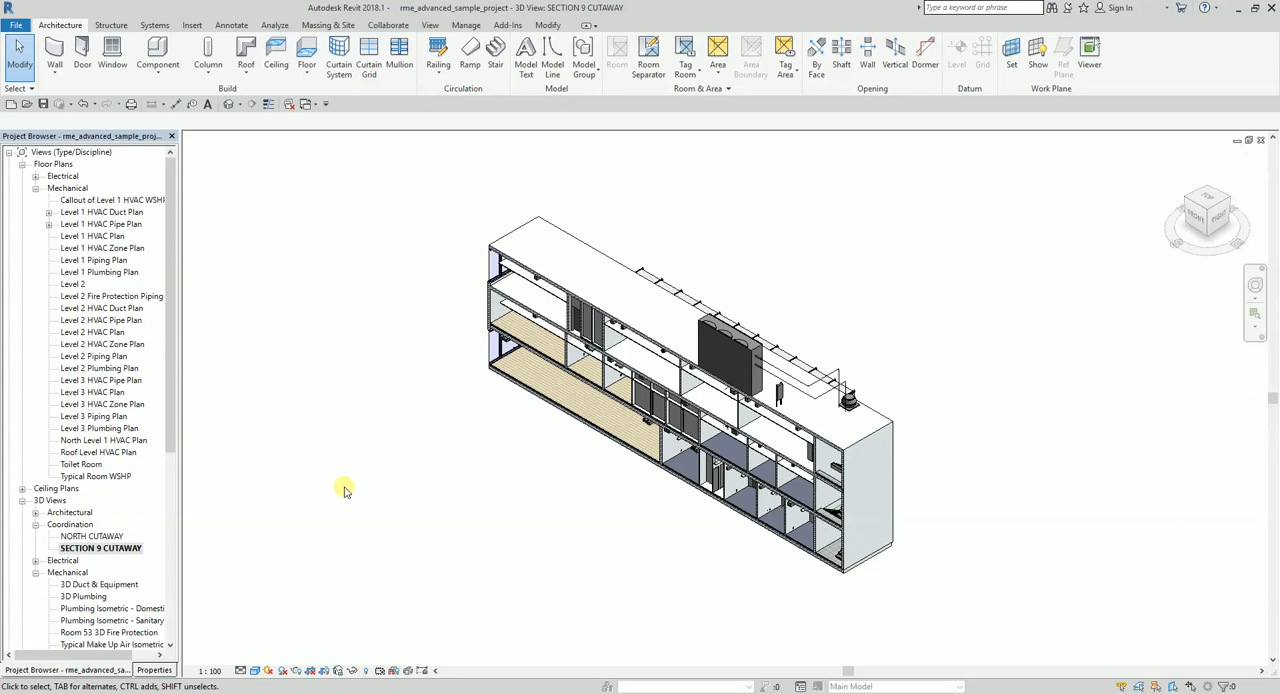 Autodesk Revit 2018.1 - rme_advanced_sample_project - 3D View: SECTION 9 CUTAWAY
Type a keyword or phrase
Sign In
File Architecture Structure Systems Insert Annotate Analyze Massing & Site Collaborate View Manage Add-Ins Modify
Modify Wall Door Window Component Column Roof Ceiling Floor Curtain System Curtain Grid Mullion Railing Ramp Stair Model Text Model Line Model Group Room Room Separator Tag Room Area Area Boundary Tag Area By Face Shaft Wall Vertical Dormer Level Grid Set Show Ref Plane Viewer
Select Build Circulation Model Room & Area Opening Datum Work Plane
Project Browser - rme_advanced_sample_proj...
Views (Type/Discipline)
Floor Plans
Electrical
Mechanical
Callout of Level 1 HVAC WSHP
Level 1 HVAC Duct Plan
Level 1 HVAC Pipe Plan
Level 1 HVAC Plan
Level 1 HVAC Zone Plan
Level 1 Piping Plan
Level 1 Plumbing Plan
Level 2
Level 2 Fire Protection Piping
Level 2 HVAC Duct Plan
Level 2 HVAC Pipe Plan
Level 2 HVAC Plan
Level 2 HVAC Zone Plan
Level 2 Piping Plan
Level 2 Plumbing Plan
Level 3 HVAC Pipe Plan
Level 3 HVAC Plan
Level 3 HVAC Zone Plan
Level 3 Piping Plan
Level 3 Plumbing Plan
North Level 1 HVAC Plan
Roof Level HVAC Plan
Toilet Room
Typical Room WSHP
Ceiling Plans
3D Views
Architectural
Coordination
NORTH CUTAWAY
SECTION 9 CUTAWAY
Electrical
Mechanical
3D Duct & Equipment
3D Plumbing
Plumbing Isometric - Domesti
Plumbing Isometric - Sanitary
Room 53 3D Fire Protection
Typical Make Up Air Isometric
TOP
FRONT RIGHT
Project Browser - rme_advanced_sa... Properties
1 : 100
Click to select, TAB for alternates, CTRL adds, SHIFT unselects.
:0
Main Model
:0